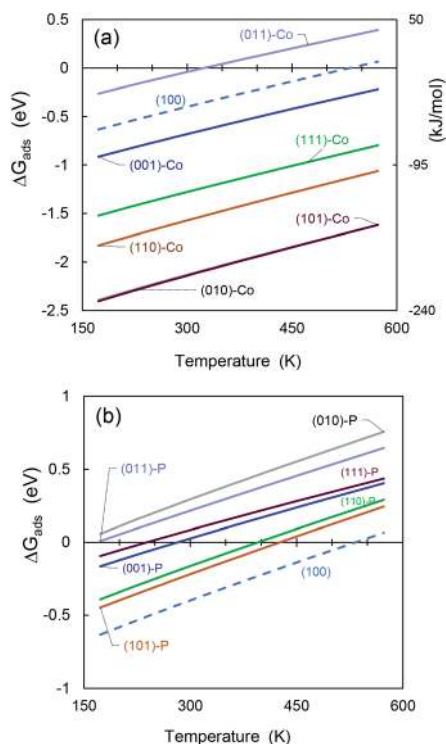 (a)
0.5
0
-0.5
-1
-1.5
-2
-2.5
50
-95
-240
ΔGads (eV)
(kJ/mol)
(011)-Co
(100)
(001)-Co
(111)-Co
(110)-Co
(101)-Co
(010)-Co
150 300 450 600
Temperature (K)
(b)
1
0.5
0
-0.5
-1
ΔGads (eV)
(010)-P
(011)-P
(111)-P
(001)-P
(110)-P
(100)
(101)-P
150 300 450 600
Temperature (K)